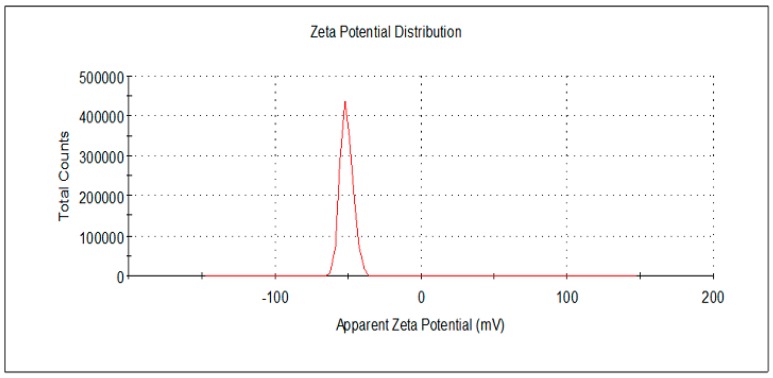 Zeta Potential Distribution
500000
400000
300000
200000
100000
0
Total Counts
-100 0 100 200
Apparent Zeta Potential (mV)